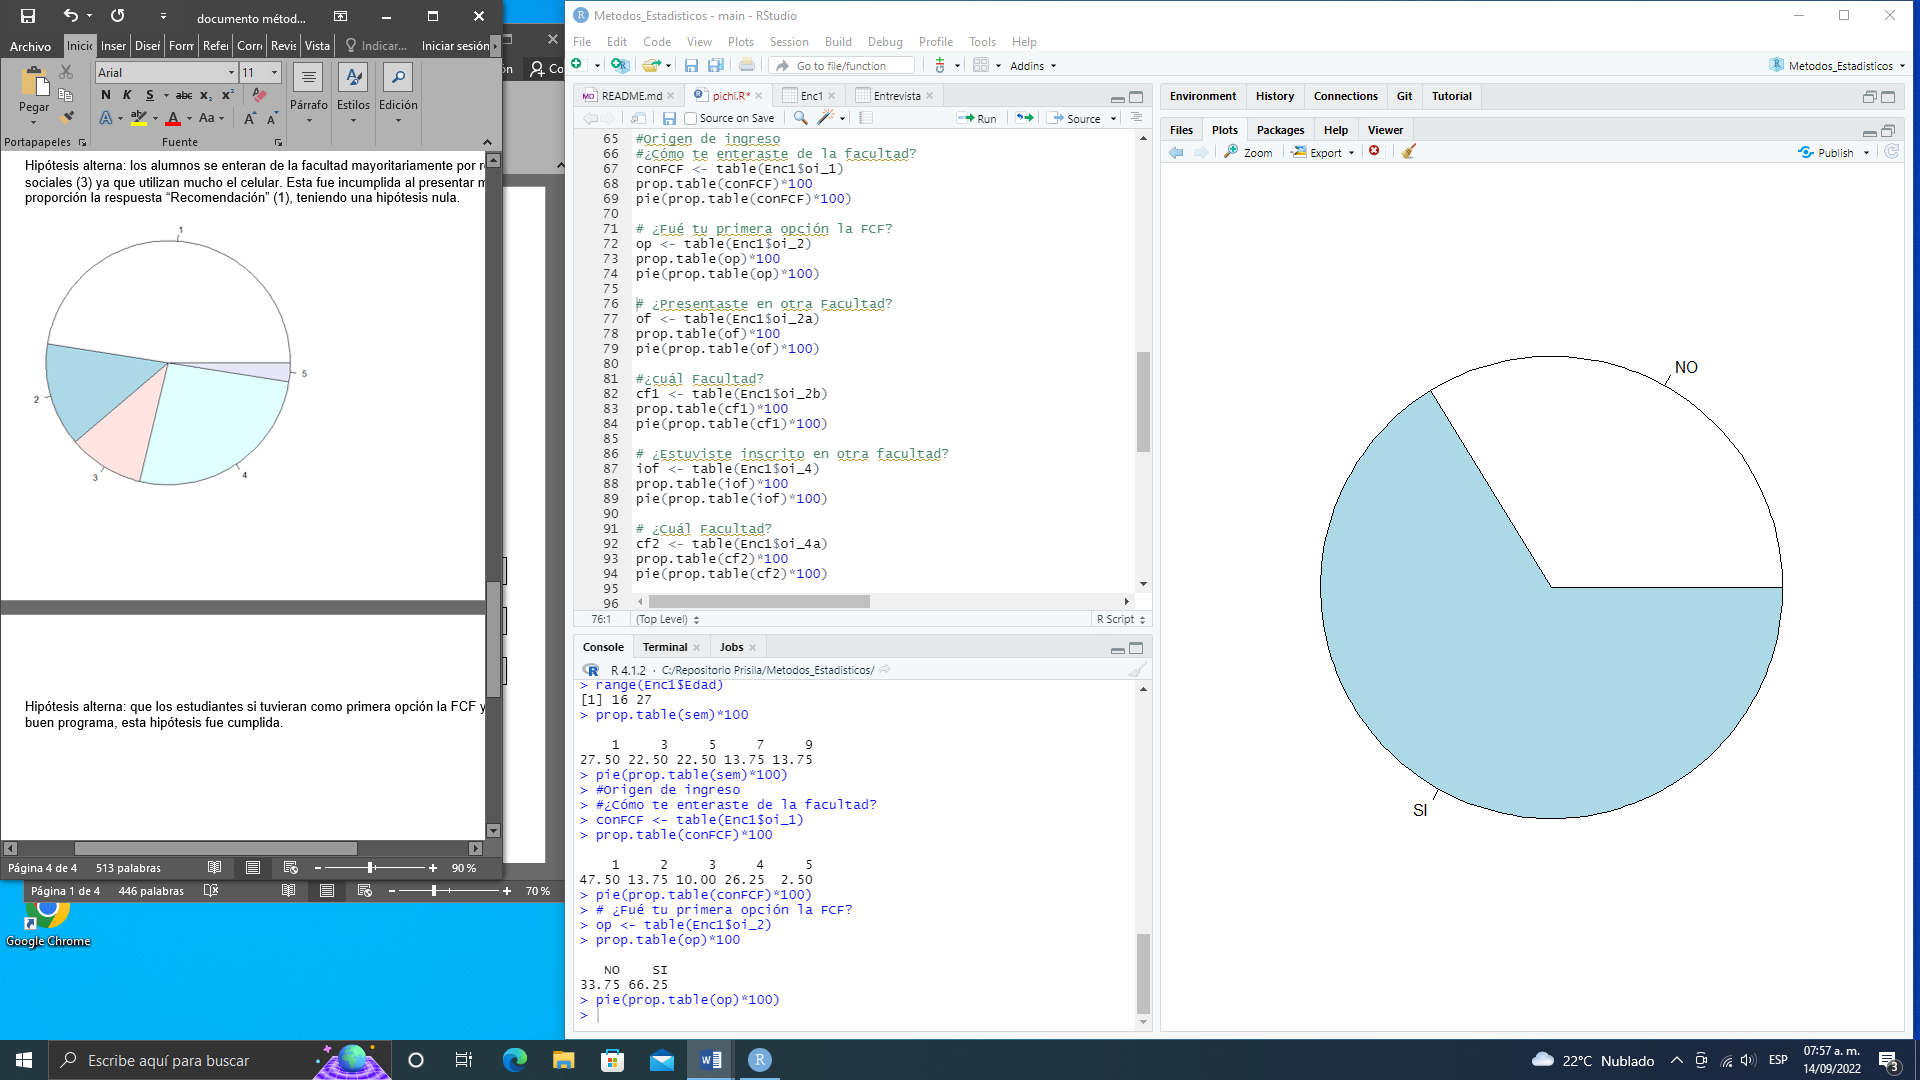 documento métod...
Archivo
Inicio
Inser
Diseñ
Form
Refer
Corre
Revis
Vista
Indicar...
Iniciar sesión
Pegar
Arial
11
N K S abc x₂ x²
Aa
Párrafo
Estilos
Edición
Portapapeles
Fuente
Hipótesis alterna: los alumnos se enteran de la facultad mayoritariamente por r
sociales (3) ya que utilizan mucho el celular. Esta fue incumplida al presentar m
proporción la respuesta “Recomendación” (1), teniendo una hipótesis nula.
1
2
3
4
5
Hipótesis alterna: que los estudiantes si tuvieran como primera opción la FCF y
buen programa, esta hipótesis fue cumplida.
Página 4 de 4
513 palabras
90 %
Página 1 de 4
446 palabras
70 %
Google Chrome
Metodos_Estadisticos - main - RStudio
File Edit Code View Plots Session Build Debug Profile Tools Help
Go to file/function
Addins
Metodos_Estadisticos
README.md
pichi.R*
Enc1
Entrevista
Source on Save
Run
Source
65 #Origen de ingreso
66 #¿Cómo te enteraste de la facultad?
67 conFCF <- table(Enc1$oi_1)
68 prop.table(conFCF)*100
69 pie(prop.table(conFCF)*100)
70
71 # ¿Fué tu primera opción la FCF?
72 op <- table(Enc1$oi_2)
73 prop.table(op)*100
74 pie(prop.table(op)*100)
75
76 # ¿Presentaste en otra Facultad?
77 of <- table(Enc1$oi_2a)
78 prop.table(of)*100
79 pie(prop.table(of)*100)
80
81 #¿cuál Facultad?
82 cf1 <- table(Enc1$oi_2b)
83 prop.table(cf1)*100
84 pie(prop.table(cf1)*100)
85
86 # ¿Estuviste inscrito en otra facultad?
87 iof <- table(Enc1$oi_4)
88 prop.table(iof)*100
89 pie(prop.table(iof)*100)
90
91 # ¿Cuál Facultad?
92 cf2 <- table(Enc1$oi_4a)
93 prop.table(cf2)*100
94 pie(prop.table(cf2)*100)
95
96
76:1
(Top Level)
R Script
Console Terminal Jobs
R 4.1.2 · C:/Repositorio Prisila/Metodos_Estadisticos/
> range(Enc1$Edad)
[1] 16 27
> prop.table(sem)*100
1 3 5 7 9
27.50 22.50 22.50 13.75 13.75
> pie(prop.table(sem)*100)
> #Origen de ingreso
> #¿Cómo te enteraste de la facultad?
> conFCF <- table(Enc1$oi_1)
> prop.table(conFCF)*100
1 2 3 4 5
47.50 13.75 10.00 26.25 2.50
> pie(prop.table(conFCF)*100)
> # ¿Fué tu primera opción la FCF?
> op <- table(Enc1$oi_2)
> prop.table(op)*100
NO SI
33.75 66.25
> pie(prop.table(op)*100)
>
Environment History Connections Git Tutorial
Files Plots Packages Help Viewer
Zoom
Export
Publish
NO
SI
Escribe aquí para buscar
22°C Nublado
ESP
07:57 a. m.
14/09/2022
3